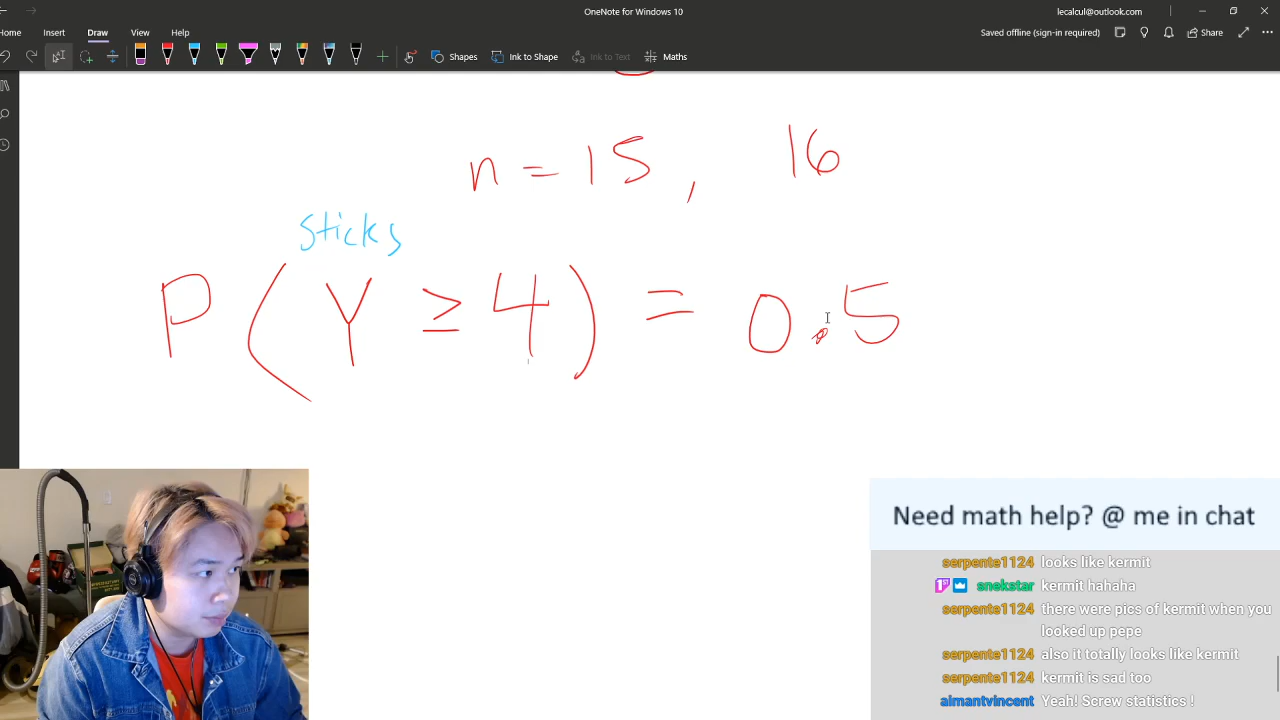 OneNote for Windows 10
lecalcul@outlook.com
Home Insert Draw View Help
Saved offline (sign-in required)
Share
Shapes Ink to Shape Ink to Text Maths
n = 15, 16
Sticks
P(Y ≥ 4) = 0.5
Need math help? @ me in chat
serpente1124 looks like kermit
snekstar kermit hahaha
serpente1124 there were pics of kermit when you
looked up pepe
serpente1124 also it totally looks like kermit
serpente1124 kermit is sad too
aimantvincent Yeah! Screw statistics !